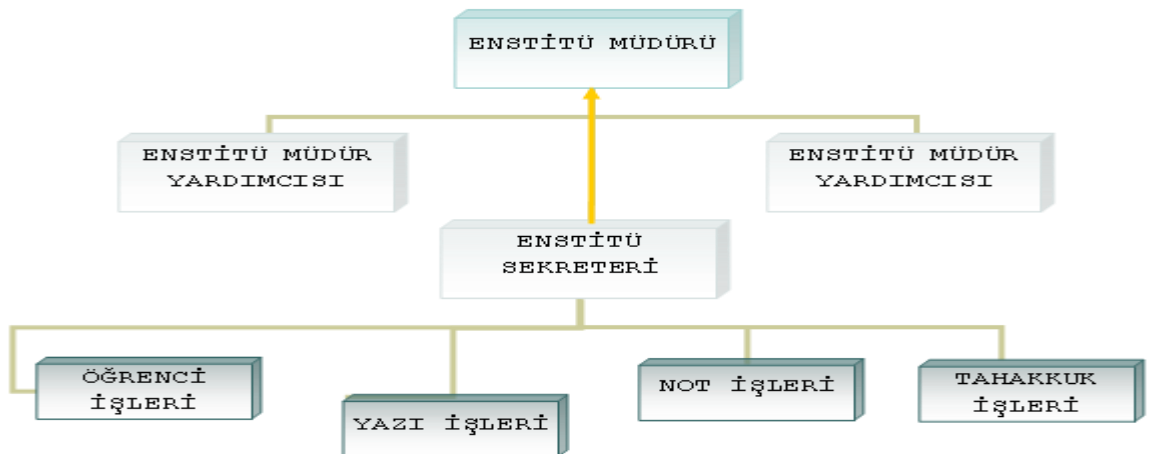 ENSTİTÜ MÜDÜRÜ
ENSTİTÜ MÜDÜR
YARDIMCISI
ENSTİTÜ MÜDÜR
YARDIMCISI
ENSTİTÜ
SEKRETERİ
ÖĞRENCİ
İŞLERİ
YAZI İŞLERİ
NOT İŞLERİ
TAHAKKUK
İŞLERİ